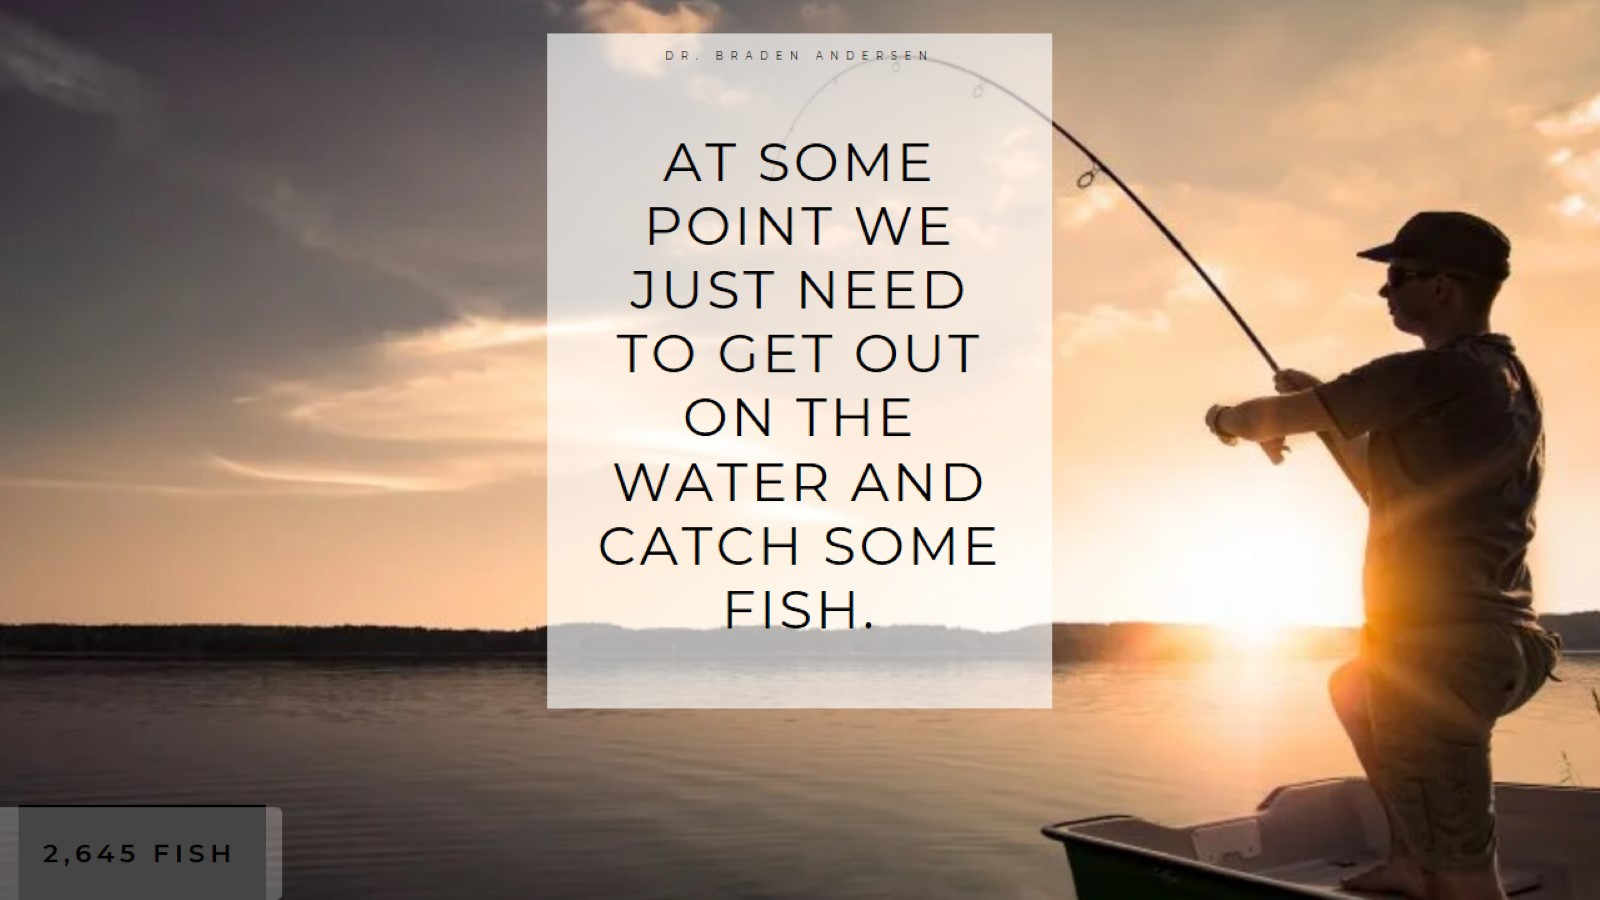 DR. BRADEN ANDERSEN
AT SOME
POINT WE
JUST NEED
TO GET OUT
ON THE
WATER AND
CATCH SOME
FISH.
2,645 FISH